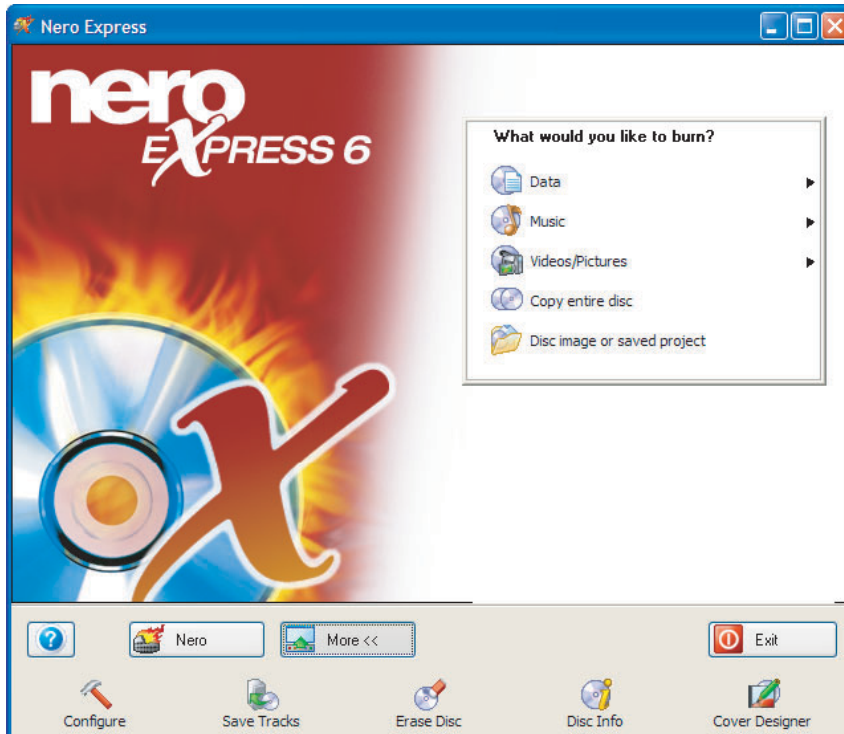 Nero Express
nero
EXPRESS 6
What would you like to burn?
Data
Music
Videos/Pictures
Copy entire disc
Disc image or saved project
Nero
More <<
Exit
Configure
Save Tracks
Erase Disc
Disc Info
Cover Designer